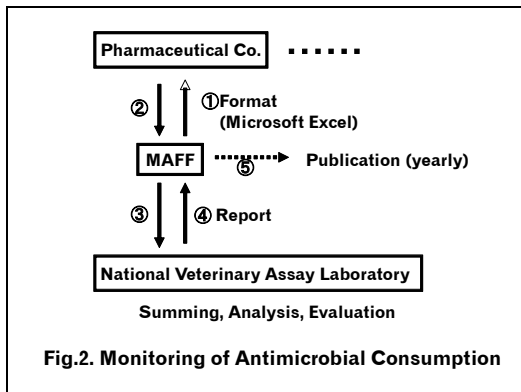 Pharmaceutical Co. ......
② ①Format
(Microsoft Excel)
MAFF ⑤ Publication (yearly)
③ ④ Report
National Veterinary Assay Laboratory
Summing, Analysis, Evaluation
Fig.2. Monitoring of Antimicrobial Consumption